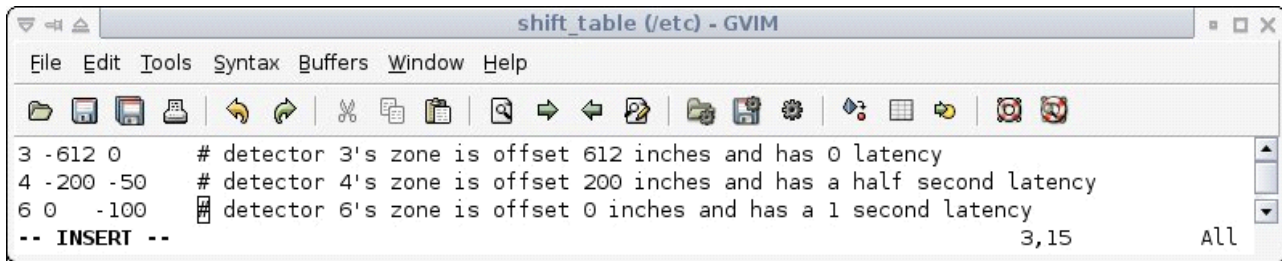 shift_table (/etc) - GVIM
File Edit Tools Syntax Buffers Window Help
3 -612 0 # detector 3's zone is offset 612 inches and has 0 latency
4 -200 -50 # detector 4's zone is offset 200 inches and has a half second latency
6 0 -100 # detector 6's zone is offset 0 inches and has a 1 second latency
-- INSERT -- 3,15 All